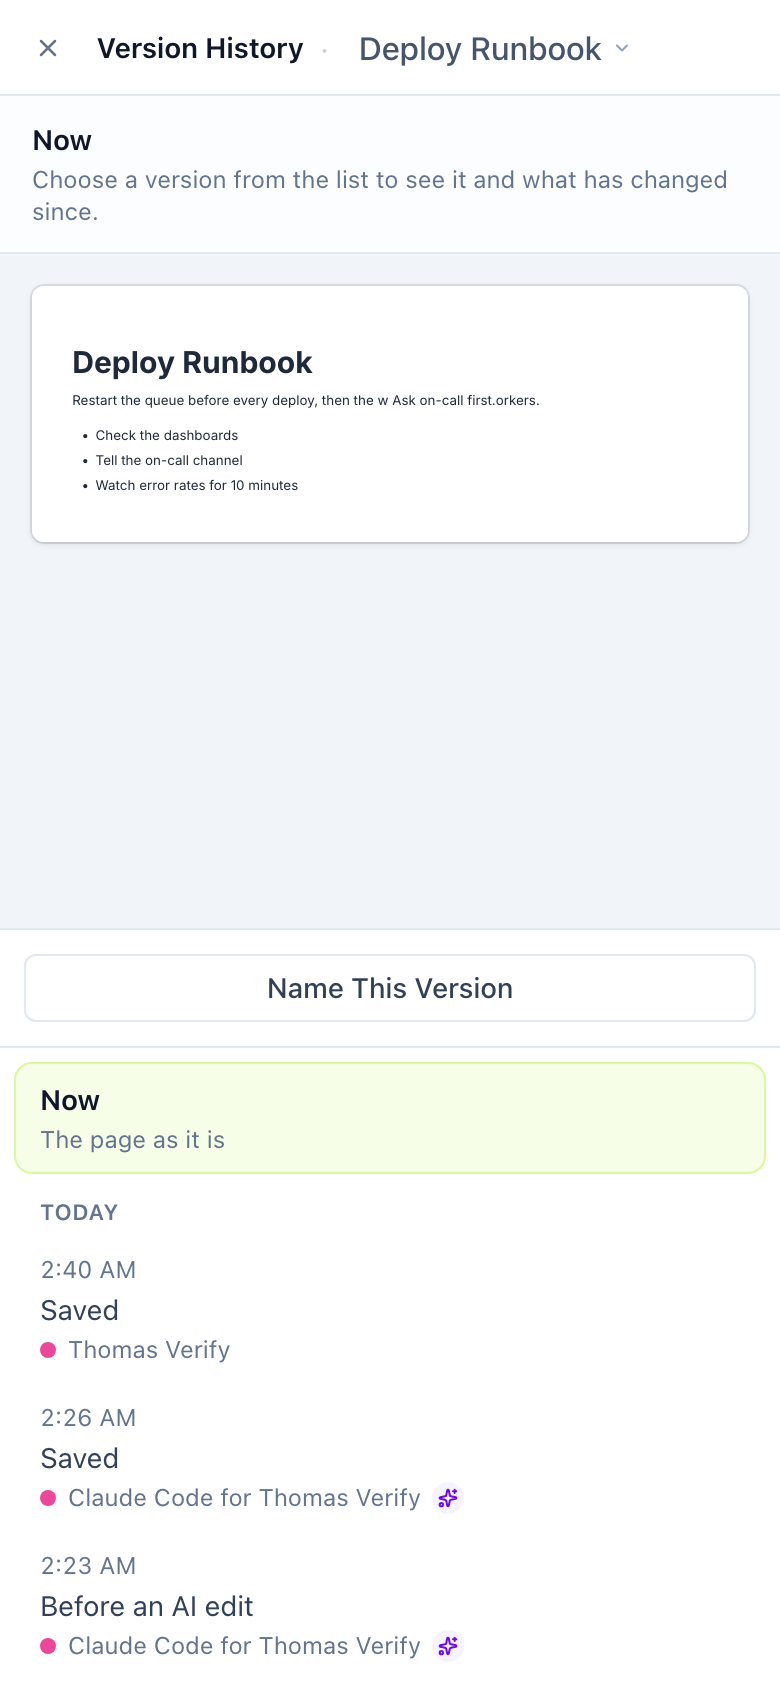 Version History · Deploy Runbook
Now
Choose a version from the list to see it and what has changed
since.
Deploy Runbook
Restart the queue before every deploy, then the w Ask on-call first.orkers.
• Check the dashboards
• Tell the on-call channel
• Watch error rates for 10 minutes
Name This Version
Now
The page as it is
TODAY
2:40 AM
Saved
Thomas Verify
2:26 AM
Saved
Claude Code for Thomas Verify
2:23 AM
Before an AI edit
Claude Code for Thomas Verify